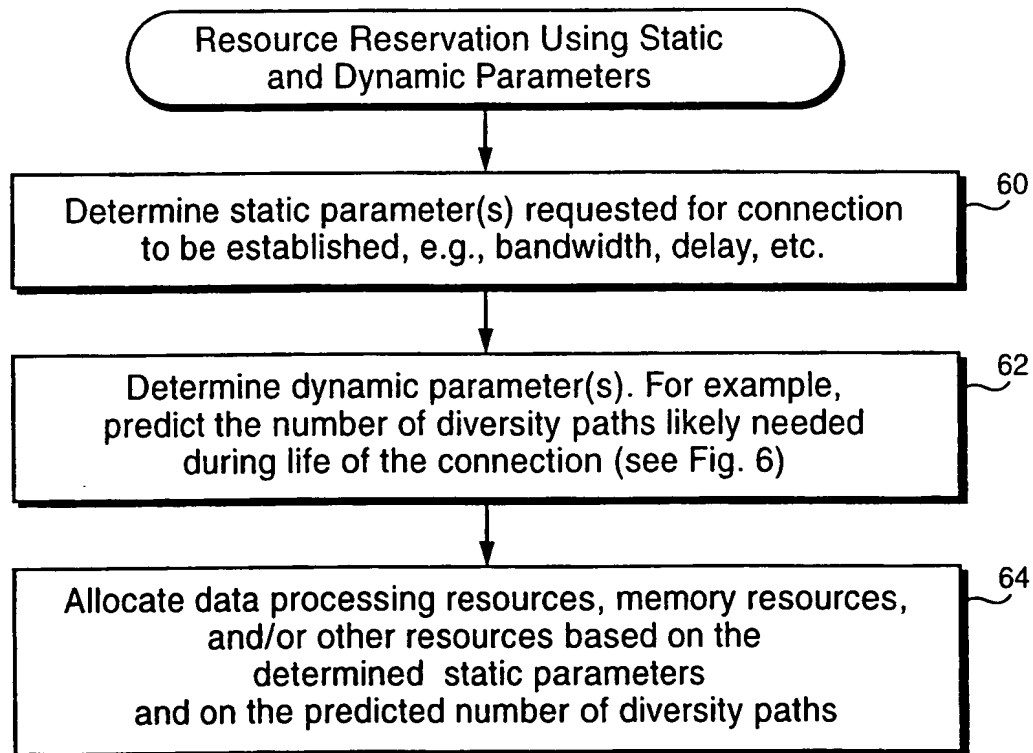 Resource Reservation Using Static
and Dynamic Parameters
60
Determine static parameter(s) requested for connection
to be established, e.g., bandwidth, delay, etc.
62
Determine dynamic parameter(s). For example,
predict the number of diversity paths likely needed
during life of the connection (see Fig. 6)
64
Allocate data processing resources, memory resources,
and/or other resources based on the
determined static parameters
and on the predicted number of diversity paths